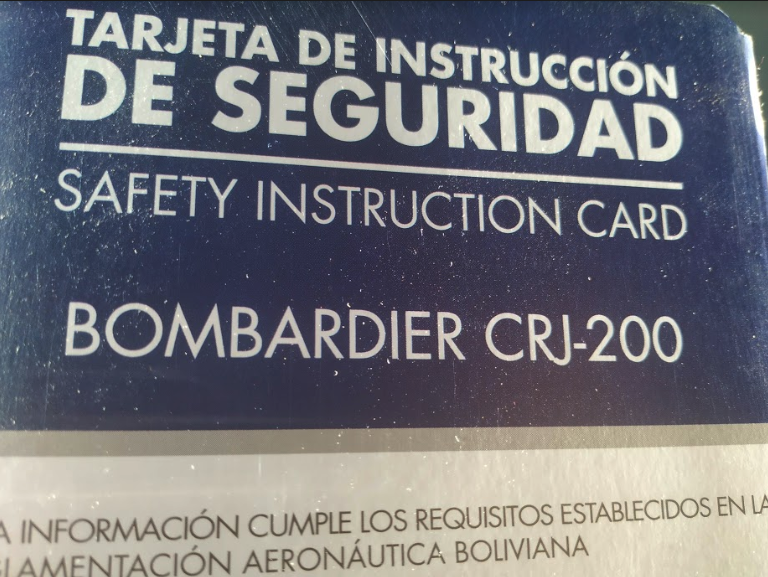 TARJETA DE INSTRUCCIÓN
DE SEGURIDAD
SAFETY INSTRUCTION CARD
BOMBARDIER CRJ-200
A INFORMACIÓN CUMPLE LOS REQUISITOS ESTABLECIDOS EN LA
GLAMENTACIÓN AERONÁUTICA BOLIVIANA